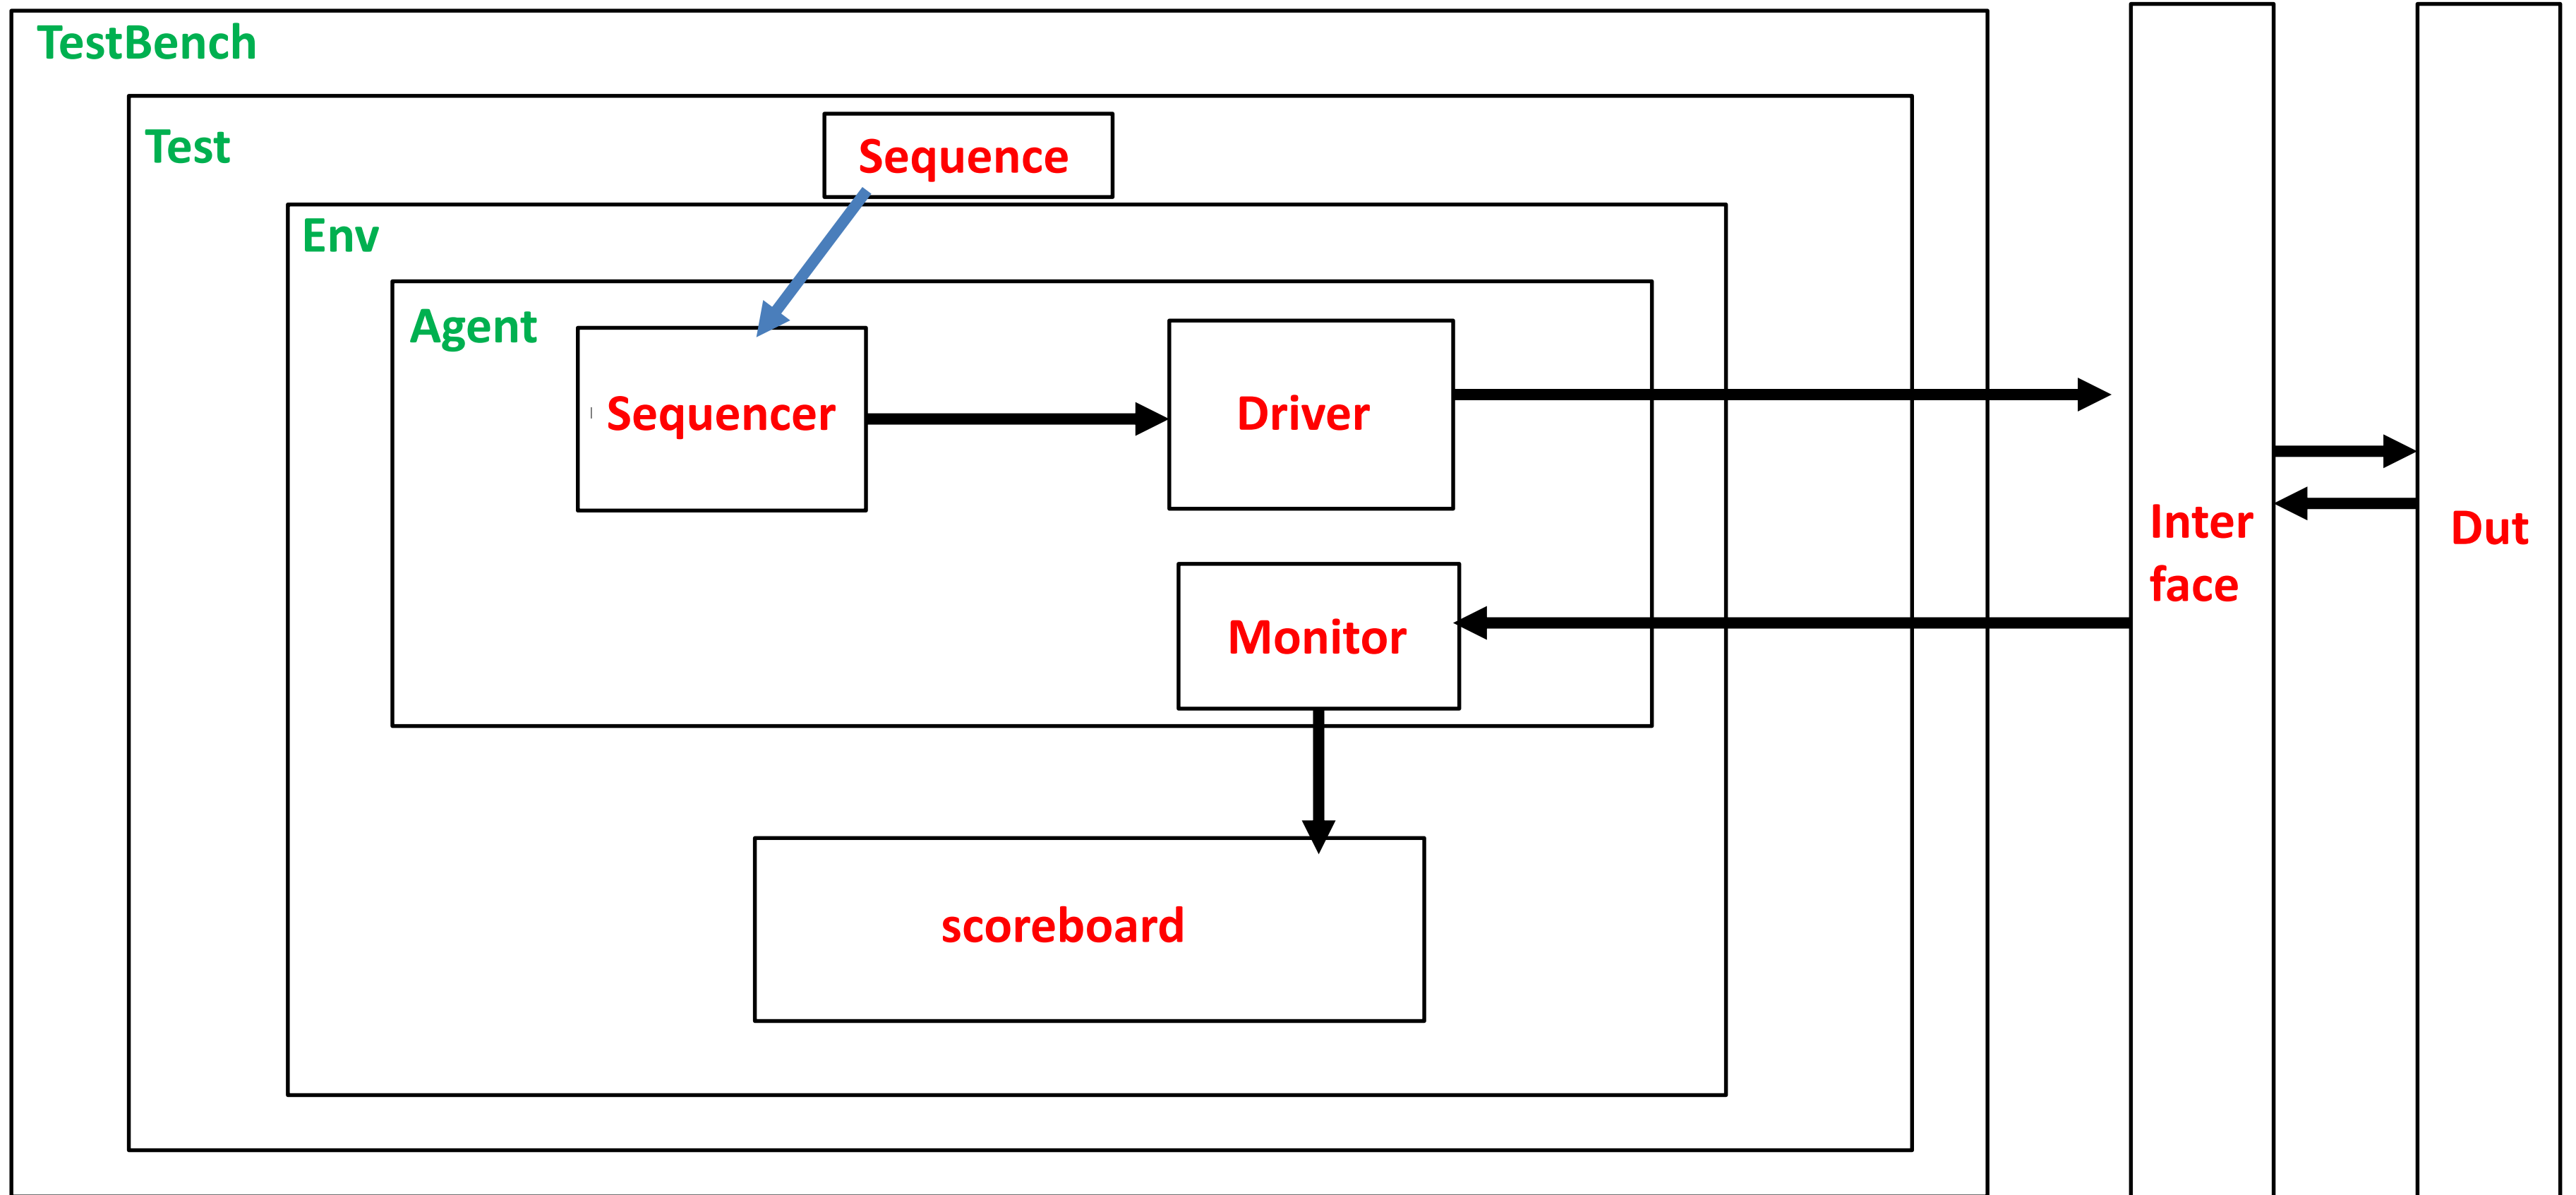 TestBench
Test
Sequence
Env
Agent
Sequencer
Driver
Inter
face
Dut
Monitor
scoreboard